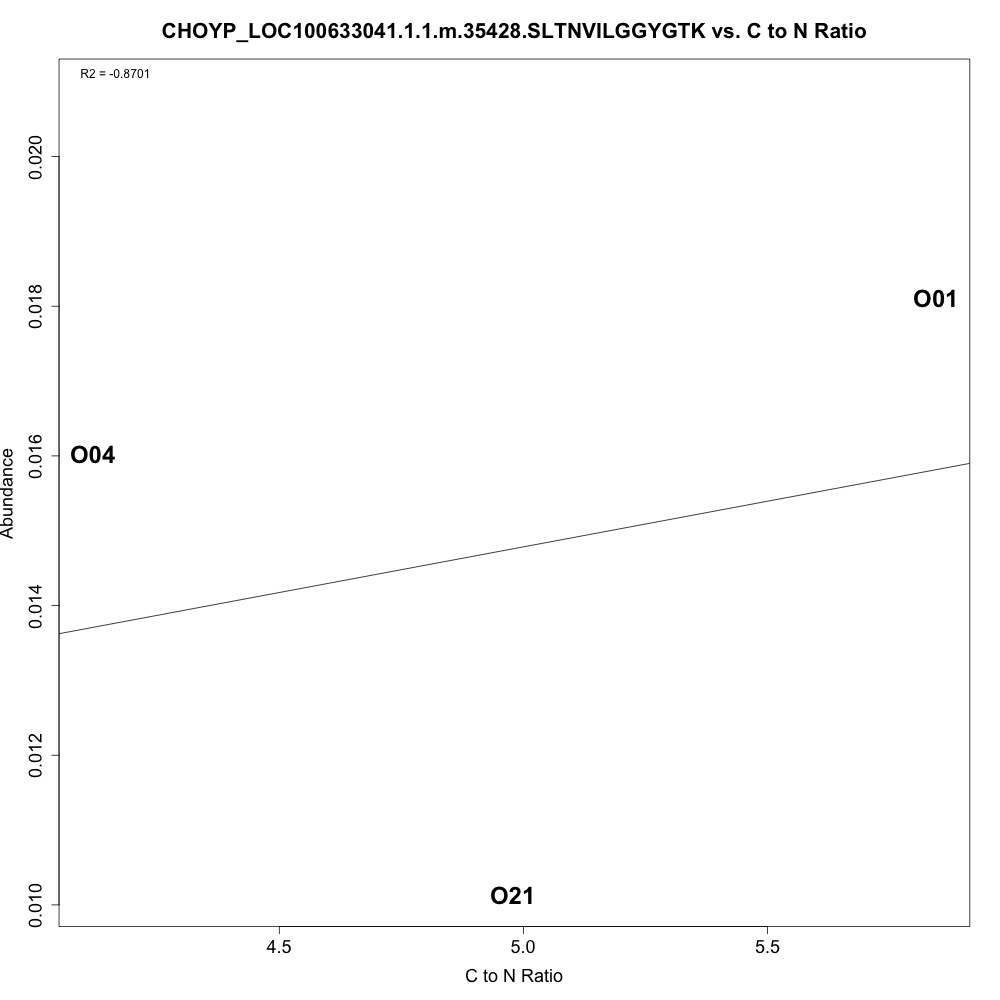 CHOYP_LOC100633041.1.1.m.35428.SLTNVILGGYGTK vs. C to N Ratio
R2 = -0.8701
0.020
0.018
O01
0.016
O04
Abundance
0.014
0.012
0.010
O21
4.5 5.0 5.5
C to N Ratio